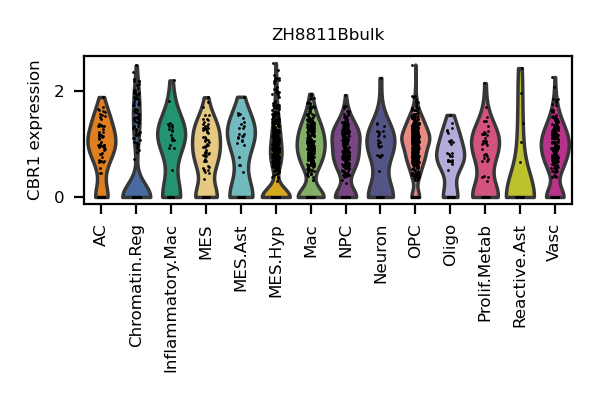 ZH8811Bbulk
CBR1 expression
2
0
AC
Chromatin.Reg
Inflammatory.Mac
MES
MES.Ast
MES.Hyp
Mac
NPC
Neuron
OPC
Oligo
Prolif.Metab
Reactive.Ast
Vasc